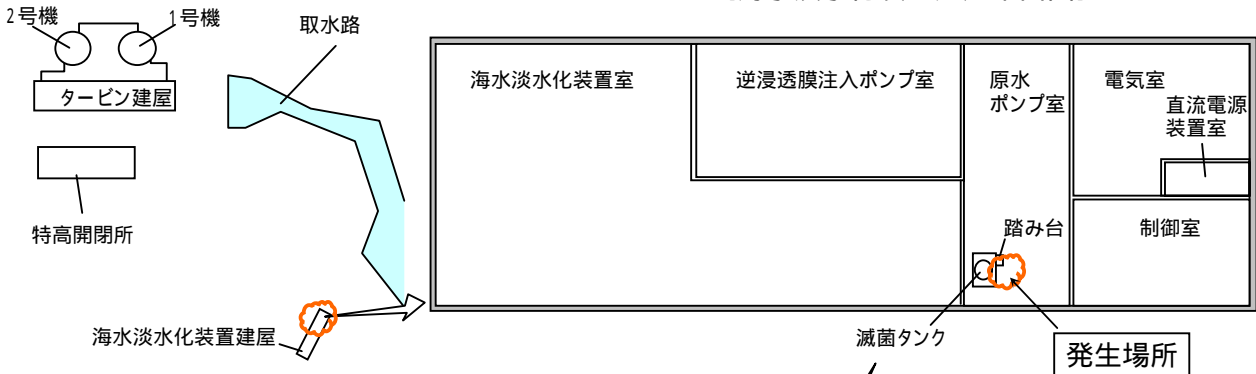 2号機
1号機
取水路
タービン建屋
特高開閉所
海水淡水化装置建屋
海水淡水化装置室
逆浸透膜注入ポンプ室
原水
ポンプ室
電気室
直流電源
装置室
踏み台
制御室
滅菌タンク
発生場所